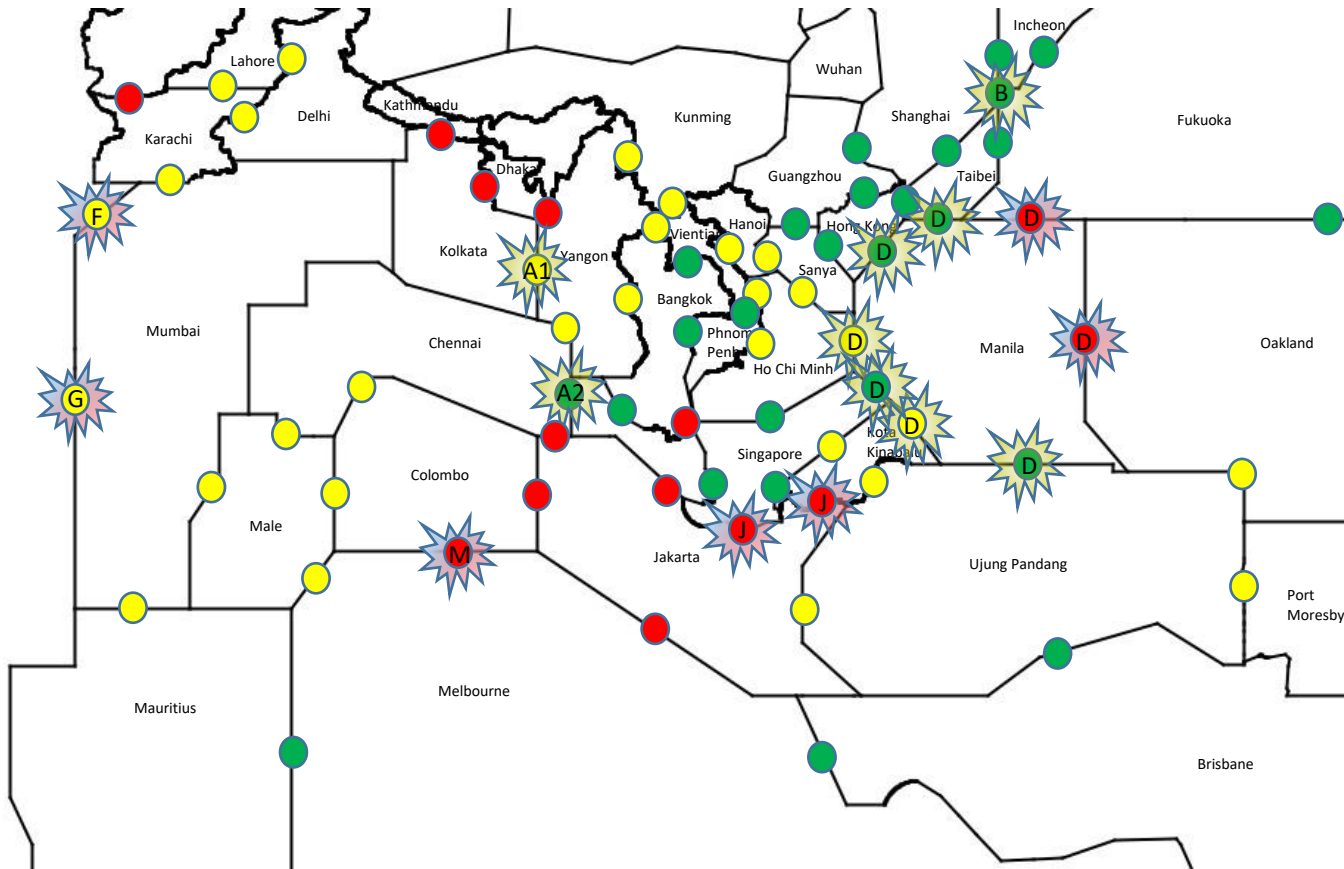 Incheon
Lahore
Wuhan
B
Kathmandu
Delhi
Kunming
Shanghai
Fukuoka
Karachi
Dhaka
Guangzhou
Taibei
F
Vientian
Hanoi
Hong Kong
D
D
D
Kolkata
A1
Yangon
Sanya
Bangkok
Mumbai
Chennai
Phnom
Penh
D
Manila
D
Oakland
Ho Chi Minh
G
A2
D
D
Kota
Kinabalu
Singapore
D
Colombo
Male
J
J
M
Jakarta
Ujung Pandang
Port
Moresby
Melbourne
Mauritius
Brisbane